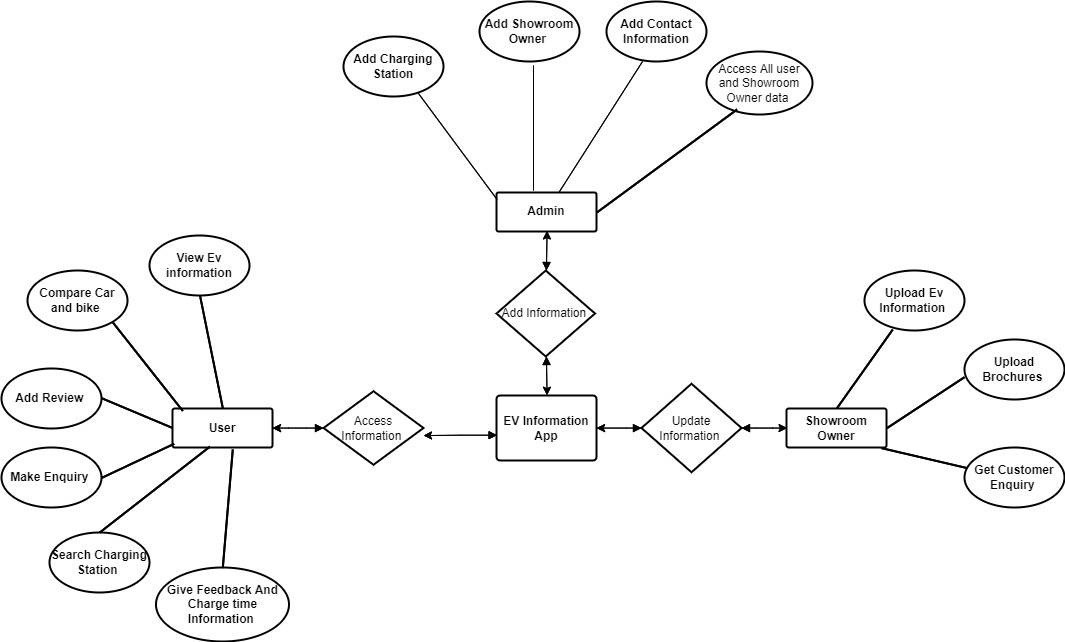 Add Charging
Station
Add Showroom
Owner
Add Contact
Information
Access All user
and Showroom
Owner data
Admin
Add Information
View Ev
information
Compare Car
and bike
Add Review
Make Enquiry
Search Charging
Station
Give Feedback And
Charge time
Information
User
Access
Information
EV Information
App
Update
Information
Showroom
Owner
Upload Ev
Information
Upload
Brochures
Get Customer
Enquiry